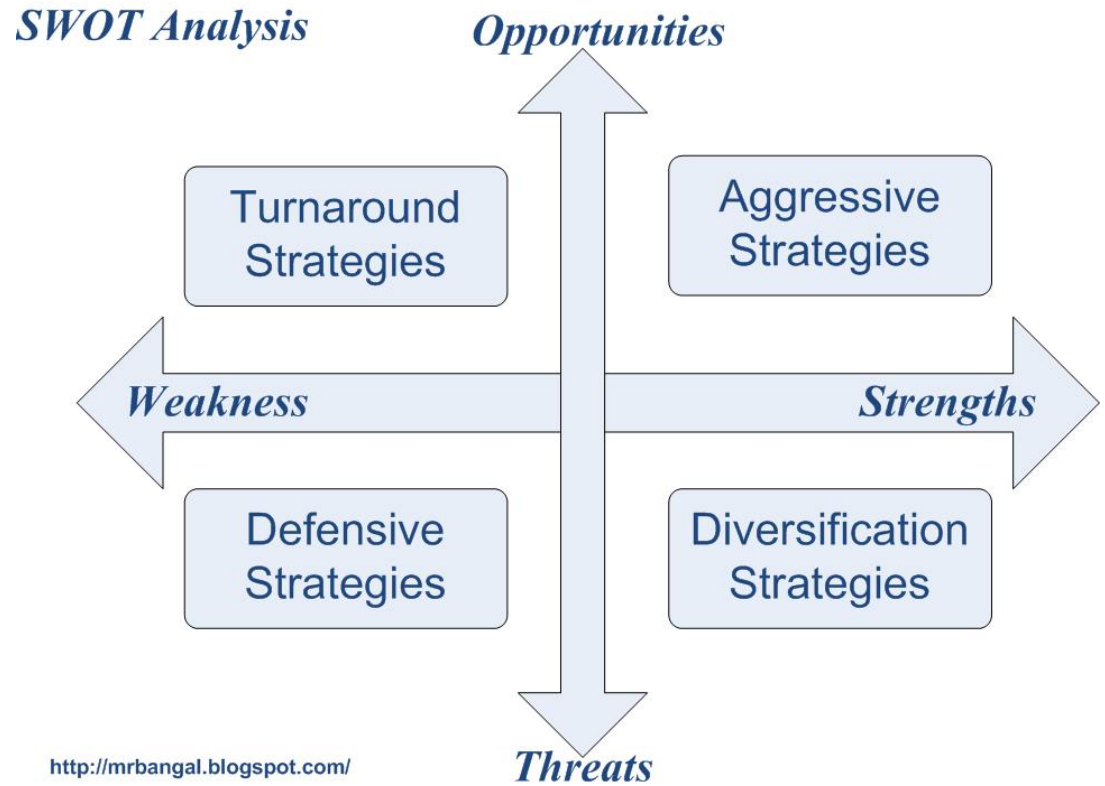 SWOT Analysis
Opportunities
Turnaround
Strategies
Aggressive
Strategies
Weakness
Strengths
Defensive
Strategies
Diversification
Strategies
http://mrbangal.blogspot.com/
Threats